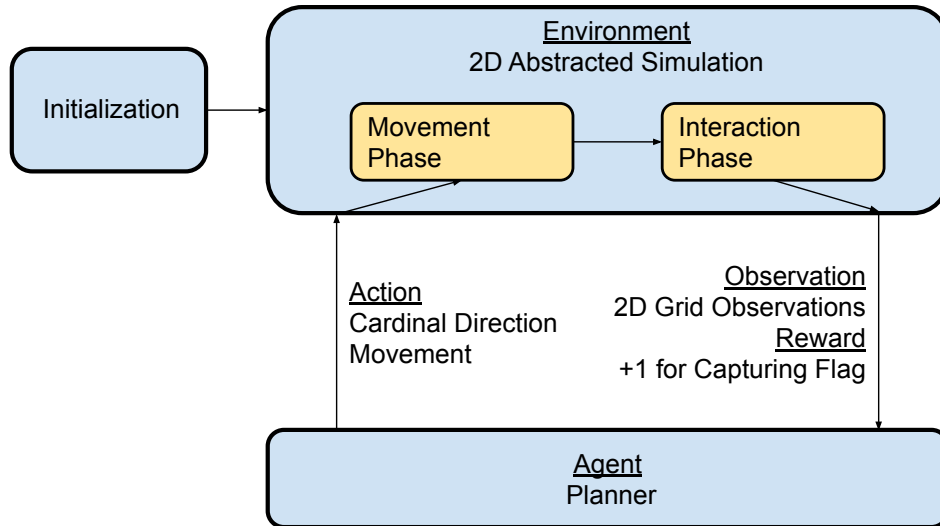 Environment
2D Abstracted Simulation
Initialization
Movement
Phase
Interaction
Phase
Action
Cardinal Direction
Movement
Observation
2D Grid Observations
Reward
+1 for Capturing Flag
Agent
Planner